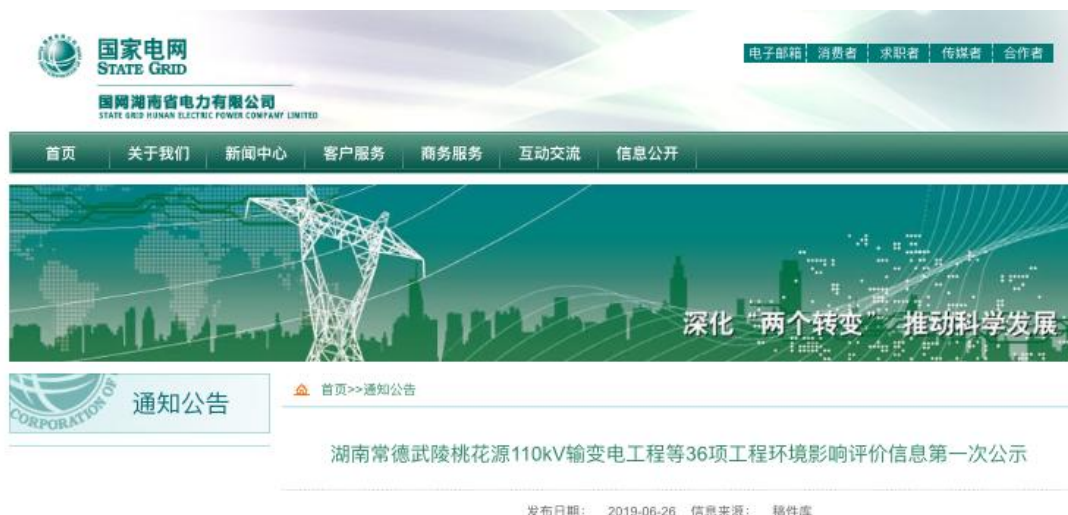 国家电网
STATE GRID
电子邮箱 消费者 求职者 传媒者 合作者
国网湖南省电力有限公司
STATE GRID HUNAN ELECTRIC POWER COMPANY LIMITED
首页 关于我们 新闻中心 客户服务 商务服务 互动交流 信息公开
深化“两个转变” 推动科学发展
CORPORATION OF
通知公告
首页>>通知公告
湖南常德武陵桃花源110kV输变电工程等36项工程环境影响评价信息第一次公示
发布日期： 2019-06-26 信息来源： 稿件库